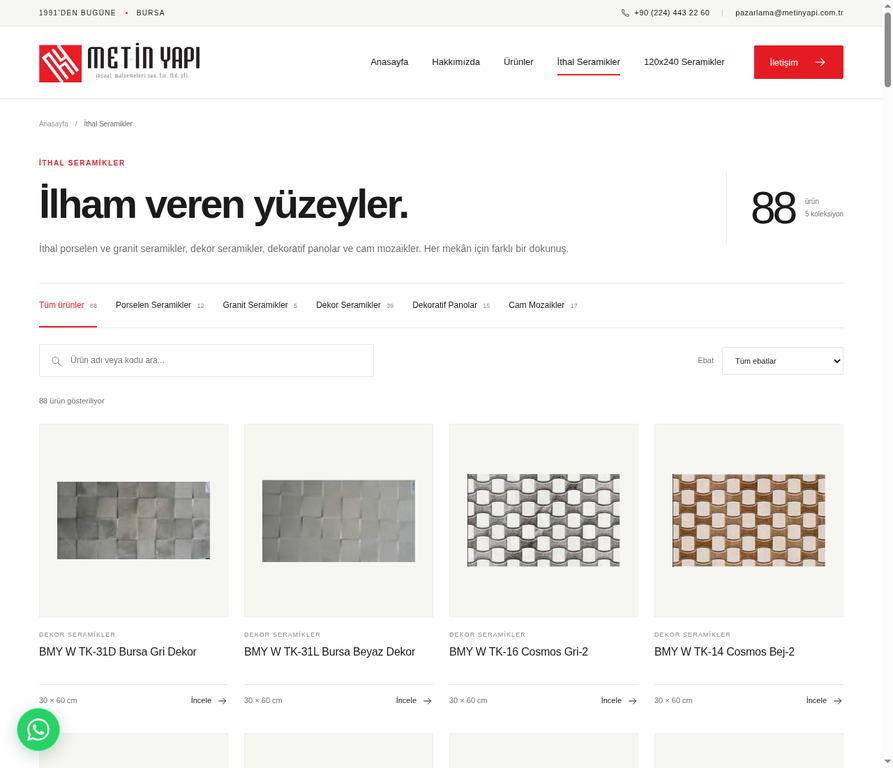 1991'DEN BUGÜNE • BURSA
+90 (224) 443 22 60 | pazarlama@metinyapi.com.tr
METİN YAPI
inşaat malzemeleri san. tic. ltd. şti.
Anasayfa Hakkımızda Ürünler İthal Seramikler 120x240 Seramikler İletişim
Anasayfa / İthal Seramikler
İTHAL SERAMİKLER
İlham veren yüzeyler.
88 ürün
5 koleksiyon
İthal porselen ve granit seramikler, dekor seramikler, dekoratif panolar ve cam mozaikler. Her mekân için farklı bir dokunuş.
Tüm ürünler 88 Porselen Seramikler 12 Granit Seramikler 5 Dekor Seramikler 39 Dekoratif Panolar 15 Cam Mozaikler 17
Ürün adı veya kodu ara...
Ebat Tüm ebatlar
88 ürün gösteriliyor
DEKOR SERAMİKLER DEKOR SERAMİKLER DEKOR SERAMİKLER DEKOR SERAMİKLER
BMY W TK-31D Bursa Gri Dekor BMY W TK-31L Bursa Beyaz Dekor BMY W TK-16 Cosmos Gri-2 BMY W TK-14 Cosmos Bej-2
30 × 60 cm İncele 30 × 60 cm İncele 30 × 60 cm İncele 30 × 60 cm İncele